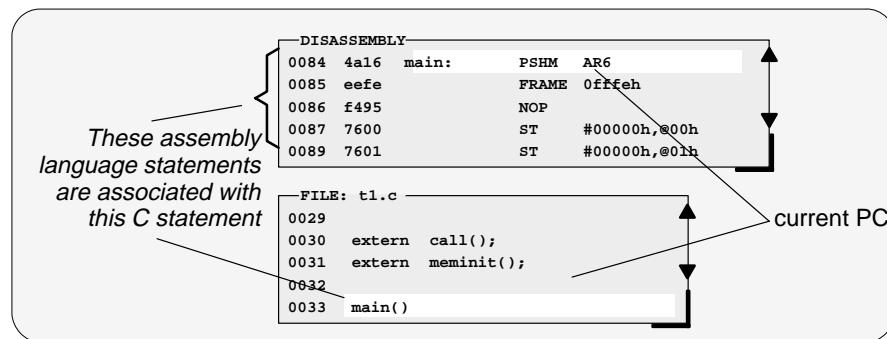 DISASSEMBLY
0084 4a16 main: PSHM AR6
0085 eefe FRAME 0fffeh
0086 f495 NOP
0087 7600 ST #00000h,@00h
0089 7601 ST #00000h,@01h
These assembly
language statements
are associated with
this C statement
FILE: t1.c
0029
0030 extern call();
0031 extern meminit();
0032
0033 main()
current PC